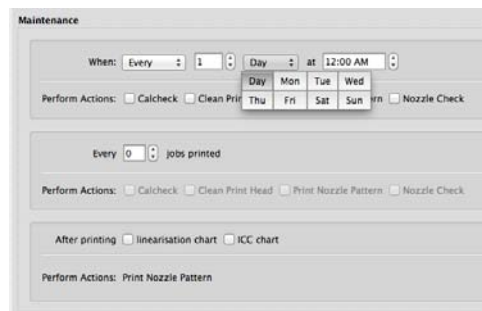 Maintenance
When: Every 1 Day at 12:00 AM
Day Mon Tue Wed
Perform Actions: Calcheck Clean Pri rn Nozzle Check
Thu Fri Sat Sun
Every 0 jobs printed
Perform Actions: Calcheck Clean Print Head Print Nozzle Pattern Nozzle Check
After printing linearisation chart ICC chart
Perform Actions: Print Nozzle Pattern